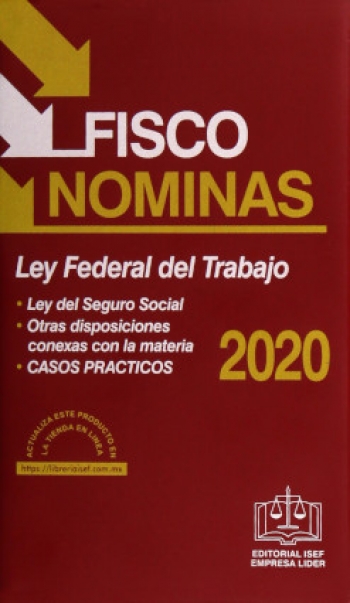 FISCO
NOMINAS
Ley Federal del Trabajo
• Ley del Seguro Social
• Otras disposiciones
conexas con la materia
• CASOS PRACTICOS
2020
ACTUALIZA ESTE PRODUCTO EN
LA TIENDA EN LINEA
https://libreriaisef.com.mx
EDITORIAL ISEF
EMPRESA LIDER